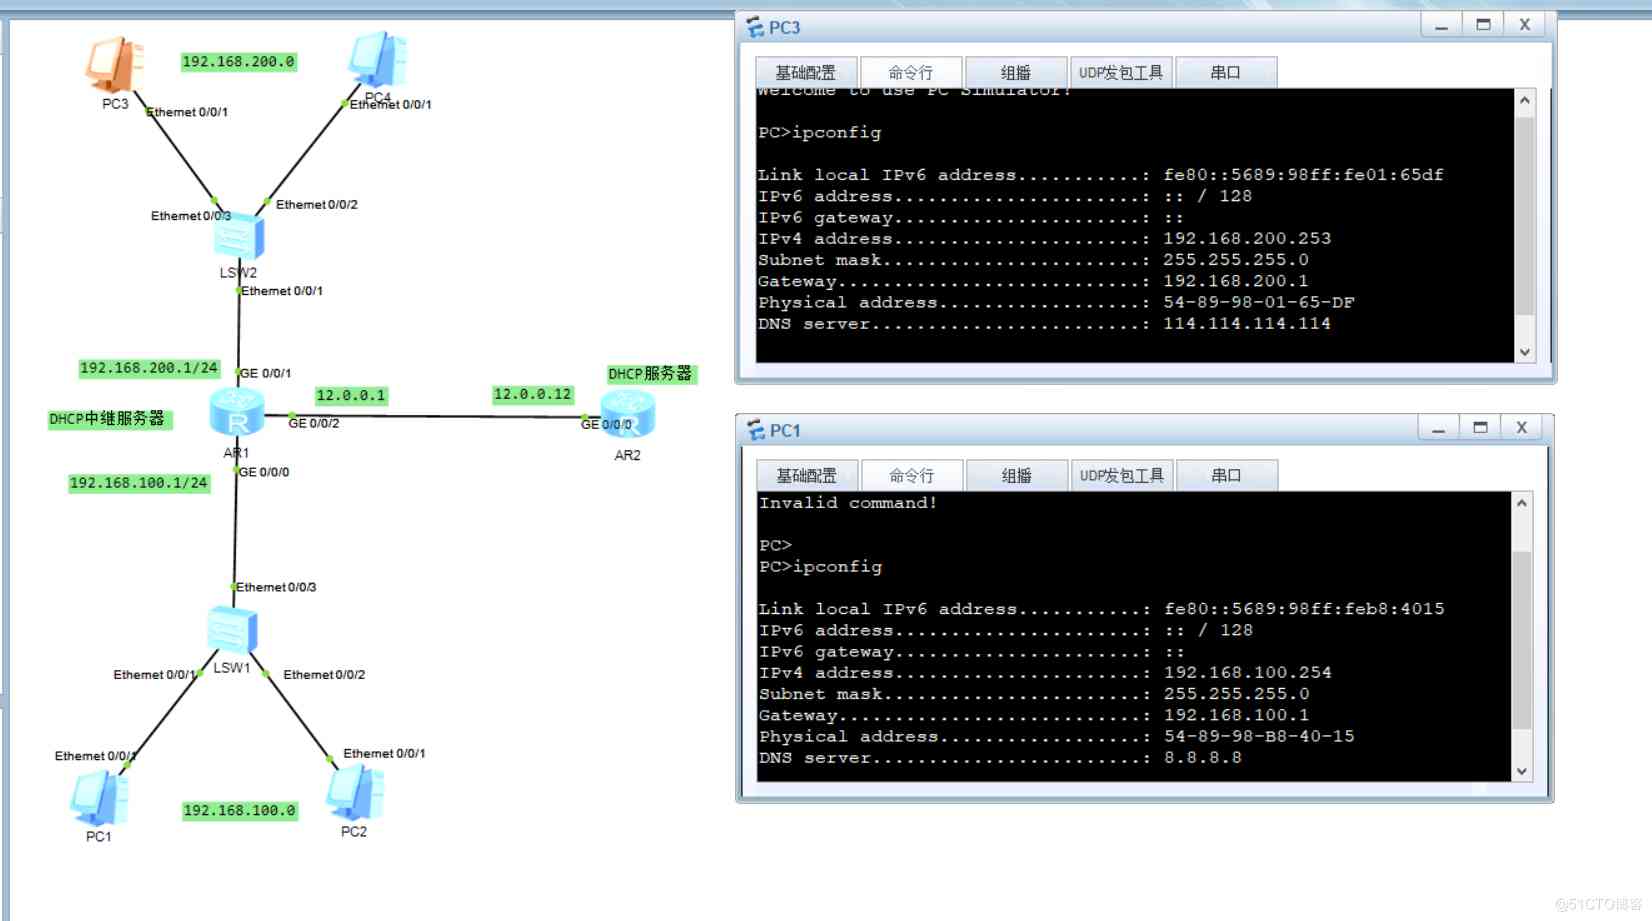 192.168.200.0
PC3
PC4
Ethernet 0/0/1
Ethernet 0/0/1
Ethernet 0/0/3
Ethernet 0/0/2
LSW2
Ethernet 0/0/1
192.168.200.1/24
GE 0/0/1
DHCP服务器
12.0.0.1
12.0.0.12
DHCP中继服务器
GE 0/0/2
GE 0/0/0
AR1
AR2
GE 0/0/0
192.168.100.1/24
Ethernet 0/0/3
LSW1
Ethernet 0/0/1
Ethernet 0/0/2
Ethernet 0/0/1
Ethernet 0/0/1
192.168.100.0
PC1
PC2
PC3
基础配置 命令行 组播 UDP发包工具 串口
Welcome to use PC Simulator!
PC>ipconfig
Link local IPv6 address...........: fe80::5689:98ff:fe01:65df
IPv6 address......................: :: / 128
IPv6 gateway......................: ::
IPv4 address......................: 192.168.200.253
Subnet mask.......................: 255.255.255.0
Gateway...........................: 192.168.200.1
Physical address..................: 54-89-98-01-65-DF
DNS server........................: 114.114.114.114
PC1
基础配置 命令行 组播 UDP发包工具 串口
Invalid command!
PC>
PC>ipconfig
Link local IPv6 address...........: fe80::5689:98ff:feb8:4015
IPv6 address......................: :: / 128
IPv6 gateway......................: ::
IPv4 address......................: 192.168.100.254
Subnet mask.......................: 255.255.255.0
Gateway...........................: 192.168.100.1
Physical address..................: 54-89-98-B8-40-15
DNS server........................: 8.8.8.8
@51CTO博客